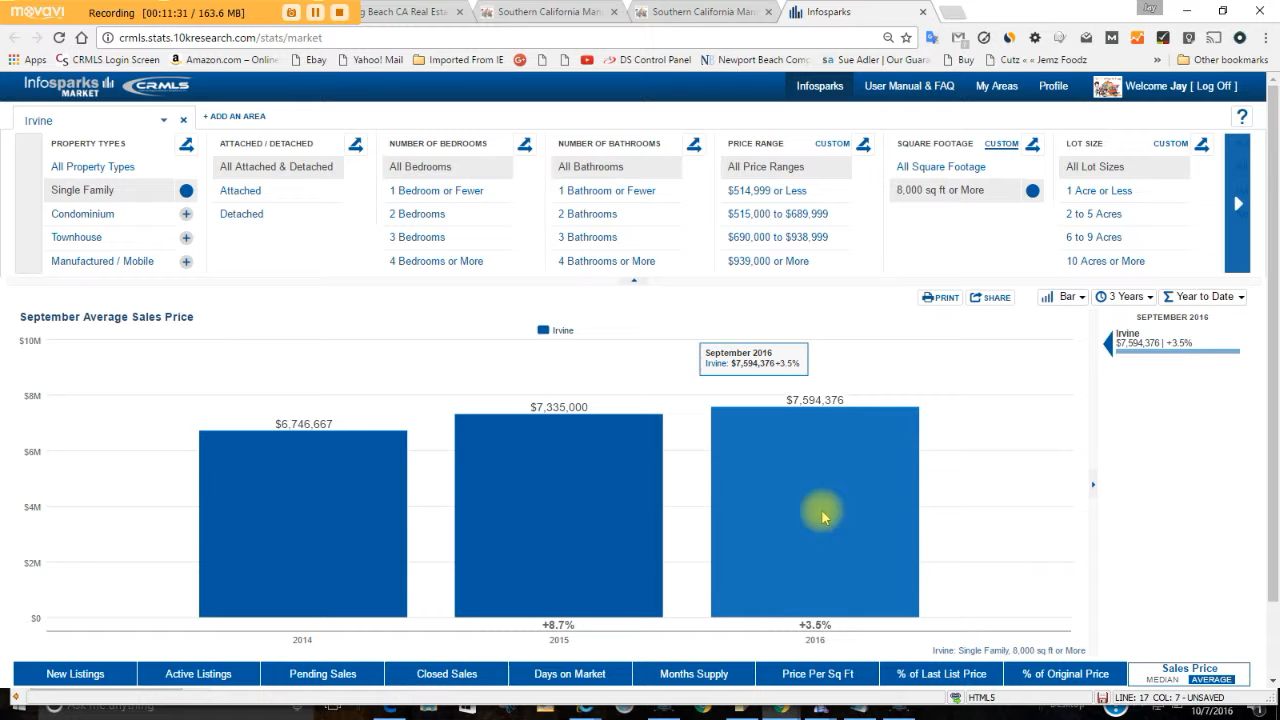 movavi
Recording | 00:11:31 / 163.6 MB
g Beach CA Real Esta
Southern California Man
Southern California Man
Infosparks
Jay
crmls.stats.10kresearch.com/stats/market
Apps
CRMLS Login Screen
Amazon.com – Online
Ebay
Yahoo! Mail
Imported From IE
DS Control Panel
Newport Beach Comp
Sue Adler | Our Guara
Buy
Cutz « Jemz Foodz
Other bookmarks
Infosparks
MARKET
CRMLS
Infosparks
User Manual & FAQ
My Areas
Profile
Welcome Jay [ Log Off ]
Irvine
+ ADD AN AREA
PROPERTY TYPES
All Property Types
Single Family
Condominium
Townhouse
Manufactured / Mobile
ATTACHED / DETACHED
All Attached & Detached
Attached
Detached
NUMBER OF BEDROOMS
All Bedrooms
1 Bedroom or Fewer
2 Bedrooms
3 Bedrooms
4 Bedrooms or More
NUMBER OF BATHROOMS
All Bathrooms
1 Bathroom or Fewer
2 Bathrooms
3 Bathrooms
4 Bathrooms or More
PRICE RANGE CUSTOM
All Price Ranges
$514,999 or Less
$515,000 to $689,999
$690,000 to $938,999
$939,000 or More
SQUARE FOOTAGE CUSTOM
All Square Footage
8,000 sq ft or More
LOT SIZE CUSTOM
All Lot Sizes
1 Acre or Less
2 to 5 Acres
6 to 9 Acres
10 Acres or More
PRINT
SHARE
Bar
3 Years
Σ Year to Date
September Average Sales Price
Irvine
SEPTEMBER 2016
Irvine
$7,594,376 | +3.5%
September 2016
Irvine: $7,594,376 +3.5%
$10M
$8M
$6M
$4M
$2M
$0
$6,746,667
$7,335,000
$7,594,376
+8.7%
+3.5%
2014
2015
2016
Irvine: Single Family, 8,000 sq ft or More
New Listings
Active Listings
Pending Sales
Closed Sales
Days on Market
Months Supply
Price Per Sq Ft
% of Last List Price
% of Original Price
Sales Price
MEDIAN AVERAGE
HTML5
LINE: 17 COL: 7 - UNSAVED
Ask me anything
Desktop
10/7/2016